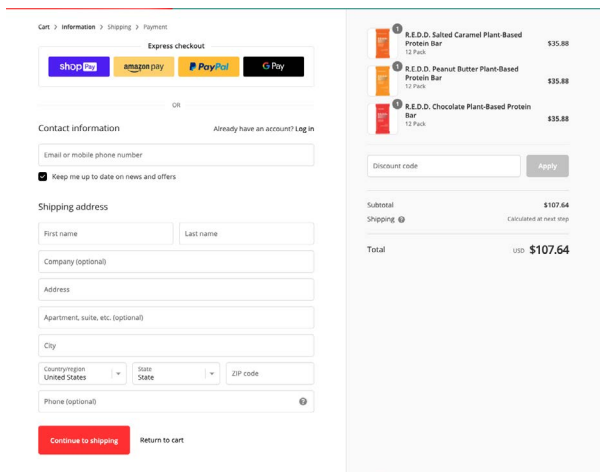 Cart > Information > Shipping > Payment
Express checkout
shop Pay
amazon pay
PayPal
G Pay
OR
Contact information
Already have an account? Log in
Email or mobile phone number
Keep me up to date on news and offers
Shipping address
First name
Last name
Company (optional)
Address
Apartment, suite, etc. (optional)
City
Country/region
United States
State
State
ZIP code
Phone (optional)
?
Continue to shipping
Return to cart
1
R.E.D.D. Salted Caramel Plant-Based
Protein Bar
12 Pack
$35.88
1
R.E.D.D. Peanut Butter Plant-Based
Protein Bar
12 Pack
$35.88
1
R.E.D.D. Chocolate Plant-Based Protein
Bar
12 Pack
$35.88
Discount code
Apply
Subtotal
$107.64
Shipping ?
Calculated at next step
Total
USD $107.64